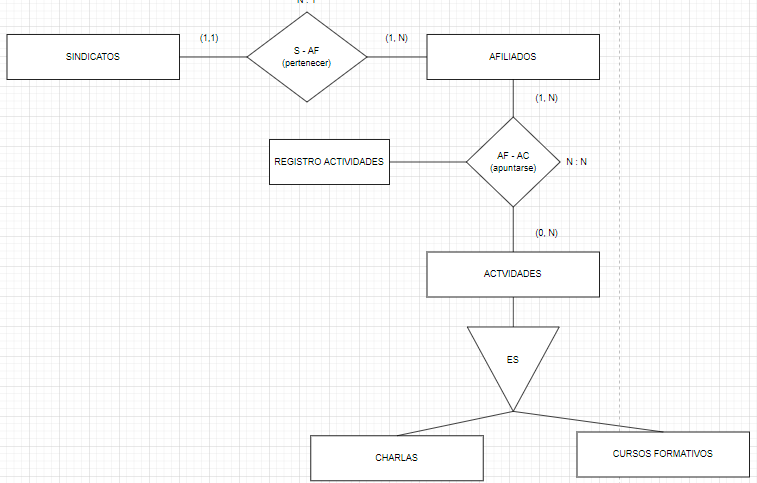 N : 1
(1,1)
(1, N)
SINDICATOS
S - AF
(pertenecer)
AFILIADOS
(1, N)
REGISTRO ACTIVIDADES
AF - AC
(apuntarse)
N : N
(0, N)
ACTVIDADES
ES
CHARLAS
CURSOS FORMATIVOS